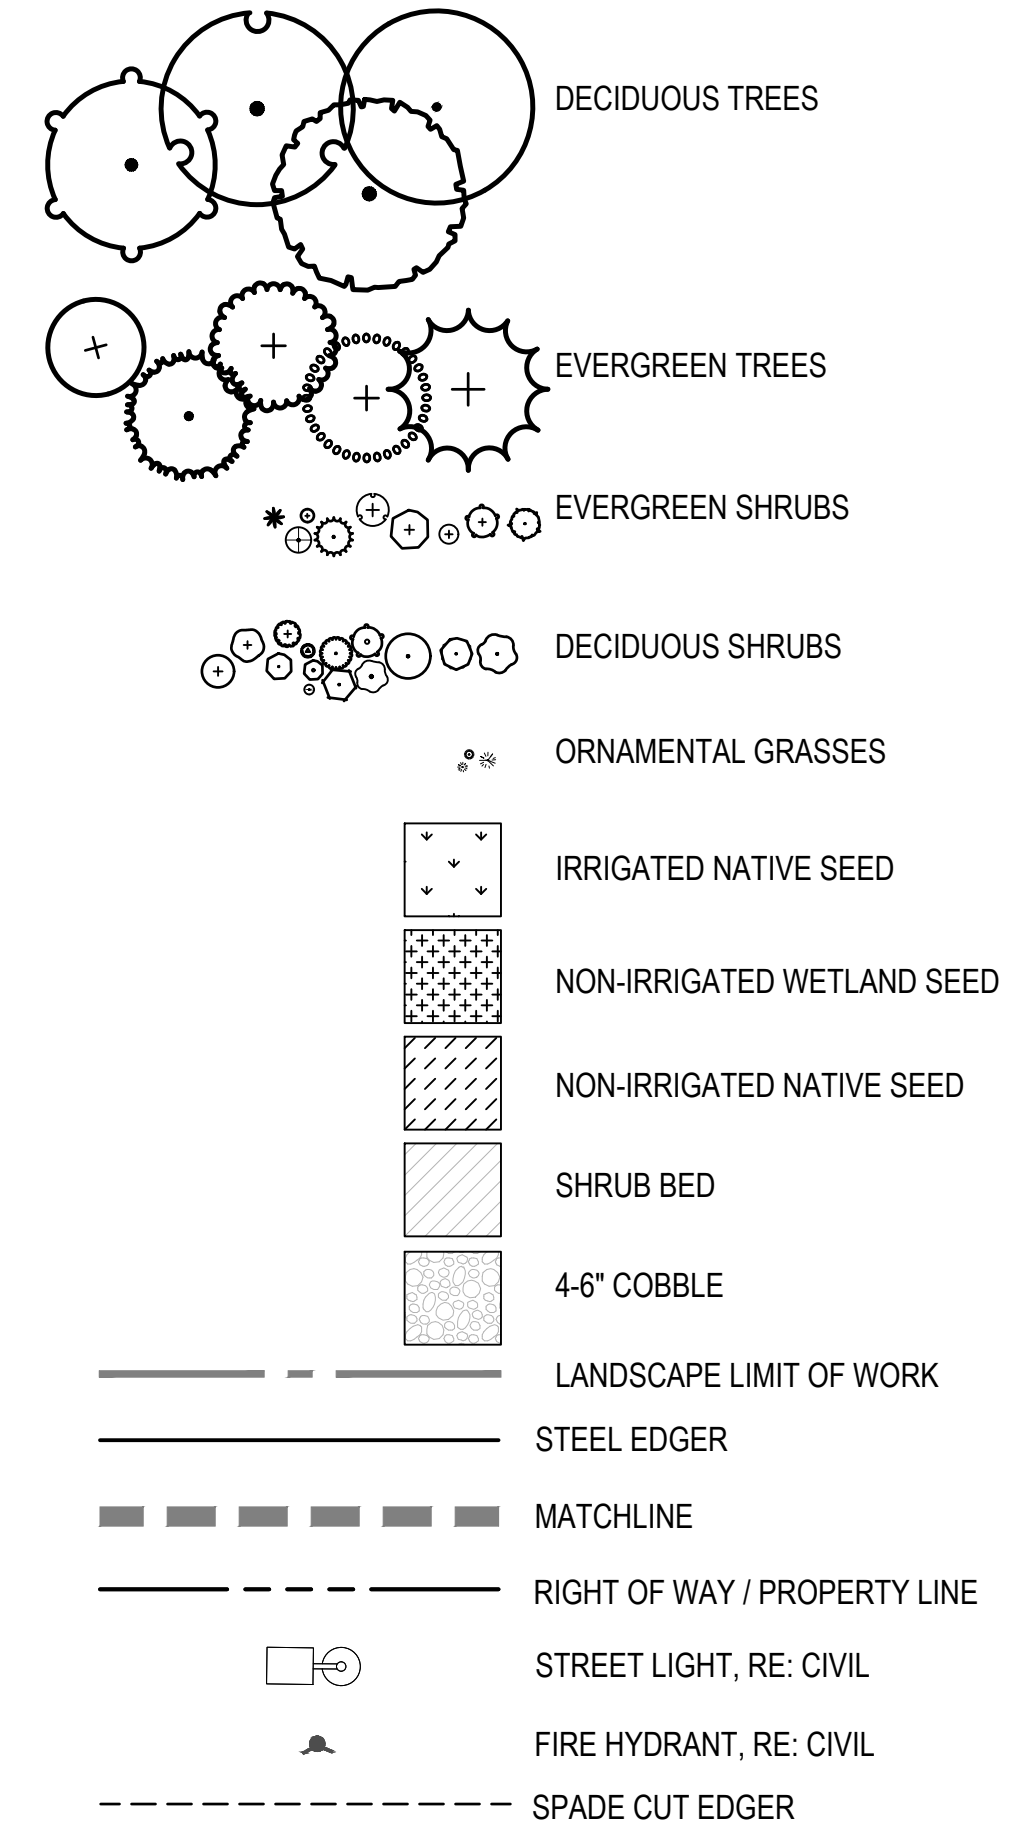 DECIDUOUS TREES
EVERGREEN TREES
EVERGREEN SHRUBS
DECIDUOUS SHRUBS
ORNAMENTAL GRASSES
IRRIGATED NATIVE SEED
NON-IRRIGATED WETLAND SEED
NON-IRRIGATED NATIVE SEED
SHRUB BED
4-6" COBBLE
LANDSCAPE LIMIT OF WORK
STEEL EDGER
MATCHLINE
RIGHT OF WAY / PROPERTY LINE
STREET LIGHT, RE: CIVIL
FIRE HYDRANT, RE: CIVIL
SPADE CUT EDGER